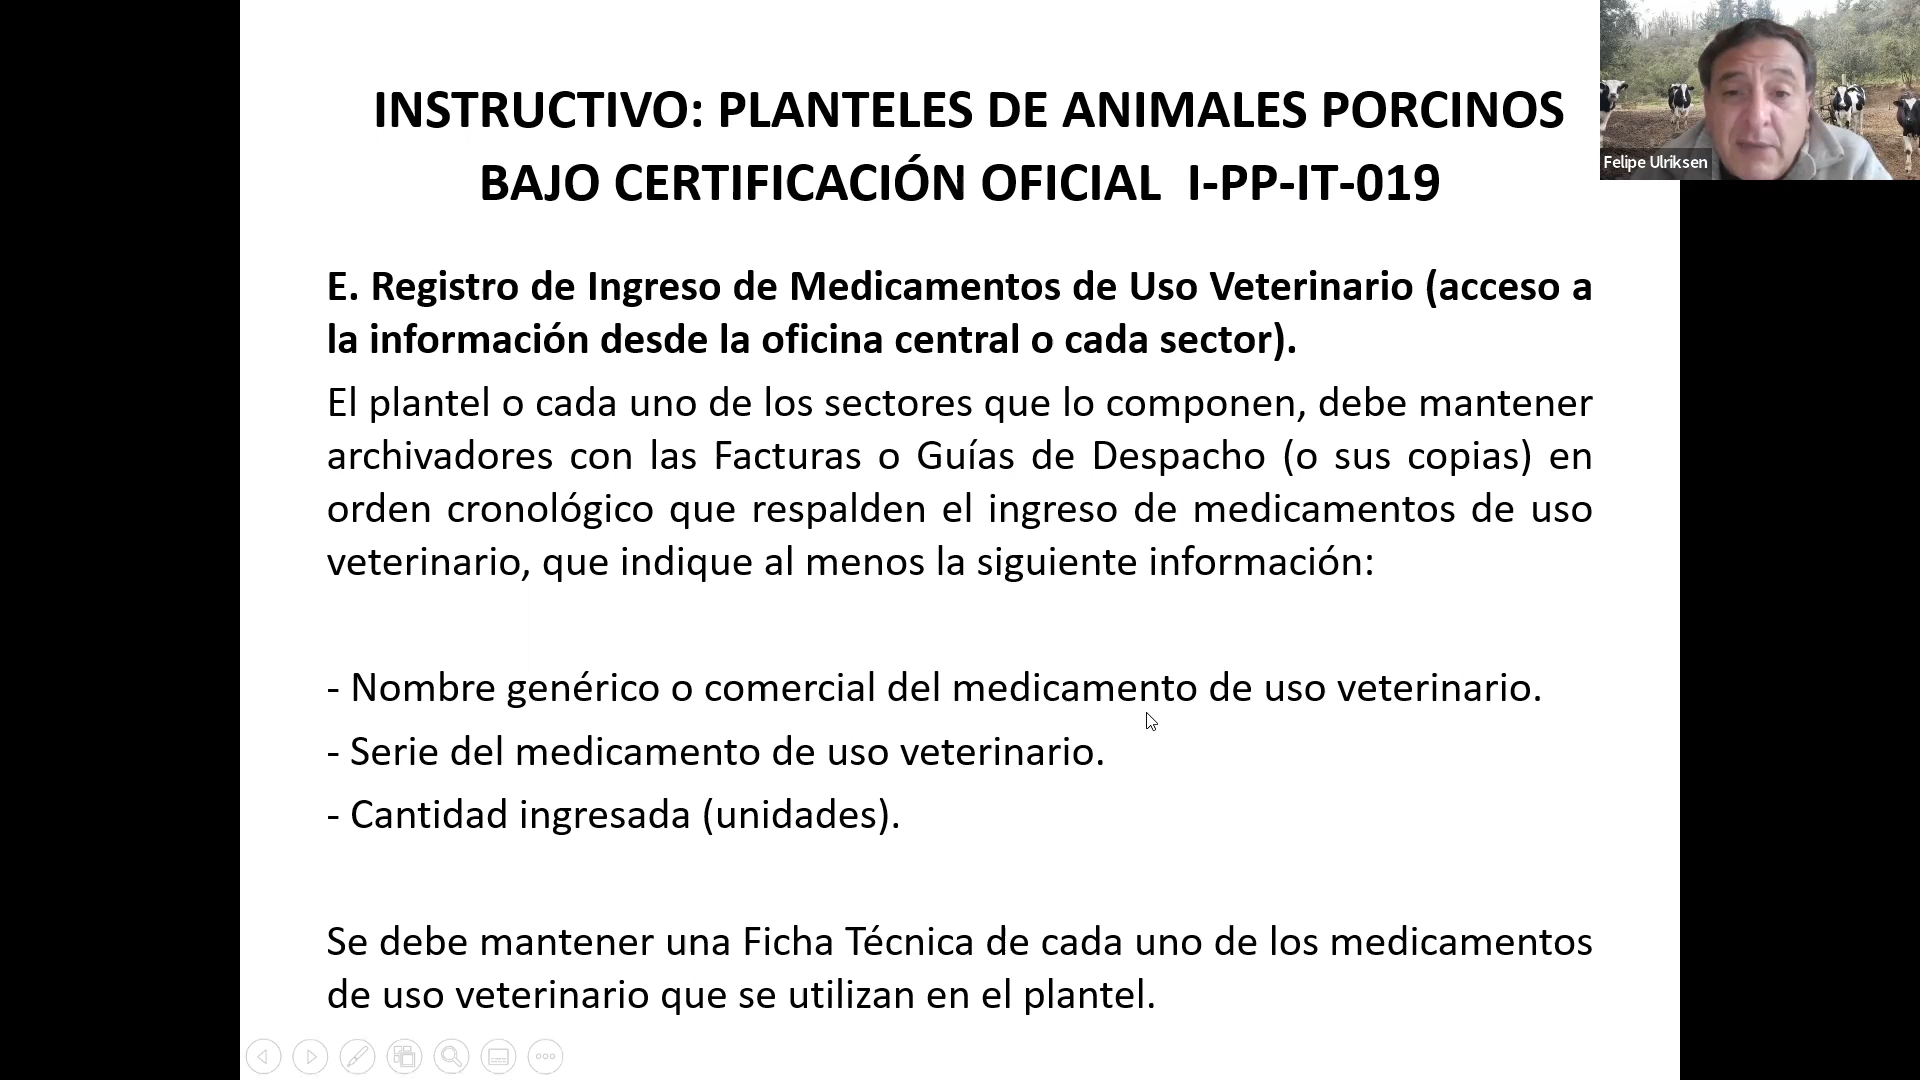 INSTRUCTIVO: PLANTELES DE ANIMALES PORCINOS
BAJO CERTIFICACIÓN OFICIAL I-PP-IT-019
Felipe Ulriksen
E. Registro de Ingreso de Medicamentos de Uso Veterinario (acceso a
la información desde la oficina central o cada sector).
El plantel o cada uno de los sectores que lo componen, debe mantener
archivadores con las Facturas o Guías de Despacho (o sus copias) en
orden cronológico que respalden el ingreso de medicamentos de uso
veterinario, que indique al menos la siguiente información:
- Nombre genérico o comercial del medicamento de uso veterinario.
- Serie del medicamento de uso veterinario.
- Cantidad ingresada (unidades).
Se debe mantener una Ficha Técnica de cada uno de los medicamentos
de uso veterinario que se utilizan en el plantel.